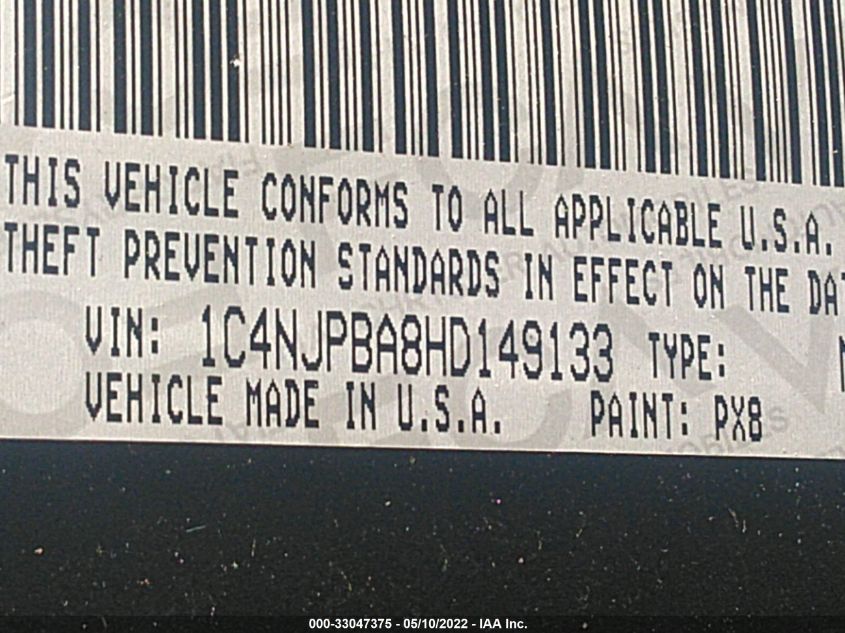 THIS VEHICLE CONFORMS TO ALL APPLICABLE U.S.A.
THEFT PREVENTION STANDARDS IN EFFECT ON THE
VIN: 1C4NJPBA8HD149133 TYPE:
VEHICLE MADE IN U.S.A. PAINT: PX8
000-33047375 - 05/10/2022 - IAA Inc.